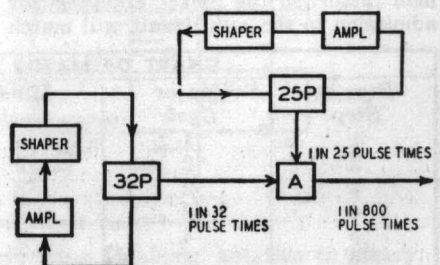 SHAPER
AMPL
25P
SHAPER
32P
A
1 IN 25 PULSE TIMES
AMPL
1 IN 32
PULSE TIMES
1 IN 800
PULSE TIMES